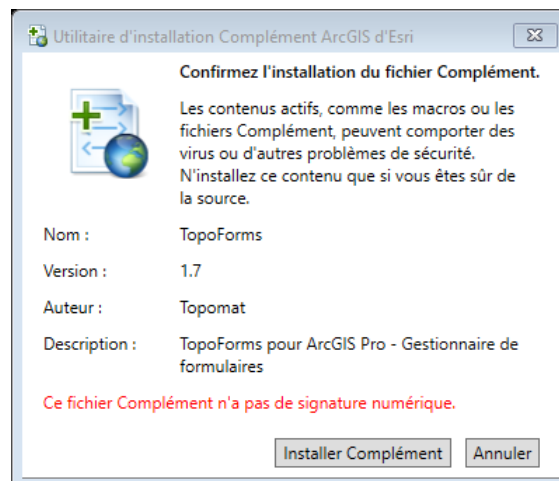 Utilitaire d'installation Complément ArcGIS d'Esri
Confirmez l'installation du fichier Complément.
Les contenus actifs, comme les macros ou les
fichiers Complément, peuvent comporter des
virus ou d'autres problèmes de sécurité.
N'installez ce contenu que si vous êtes sûr de
la source.
Nom : TopoForms
Version : 1.7
Auteur : Topomat
Description : TopoForms pour ArcGIS Pro - Gestionnaire de
formulaires
Ce fichier Complément n'a pas de signature numérique.
Installer Complément Annuler